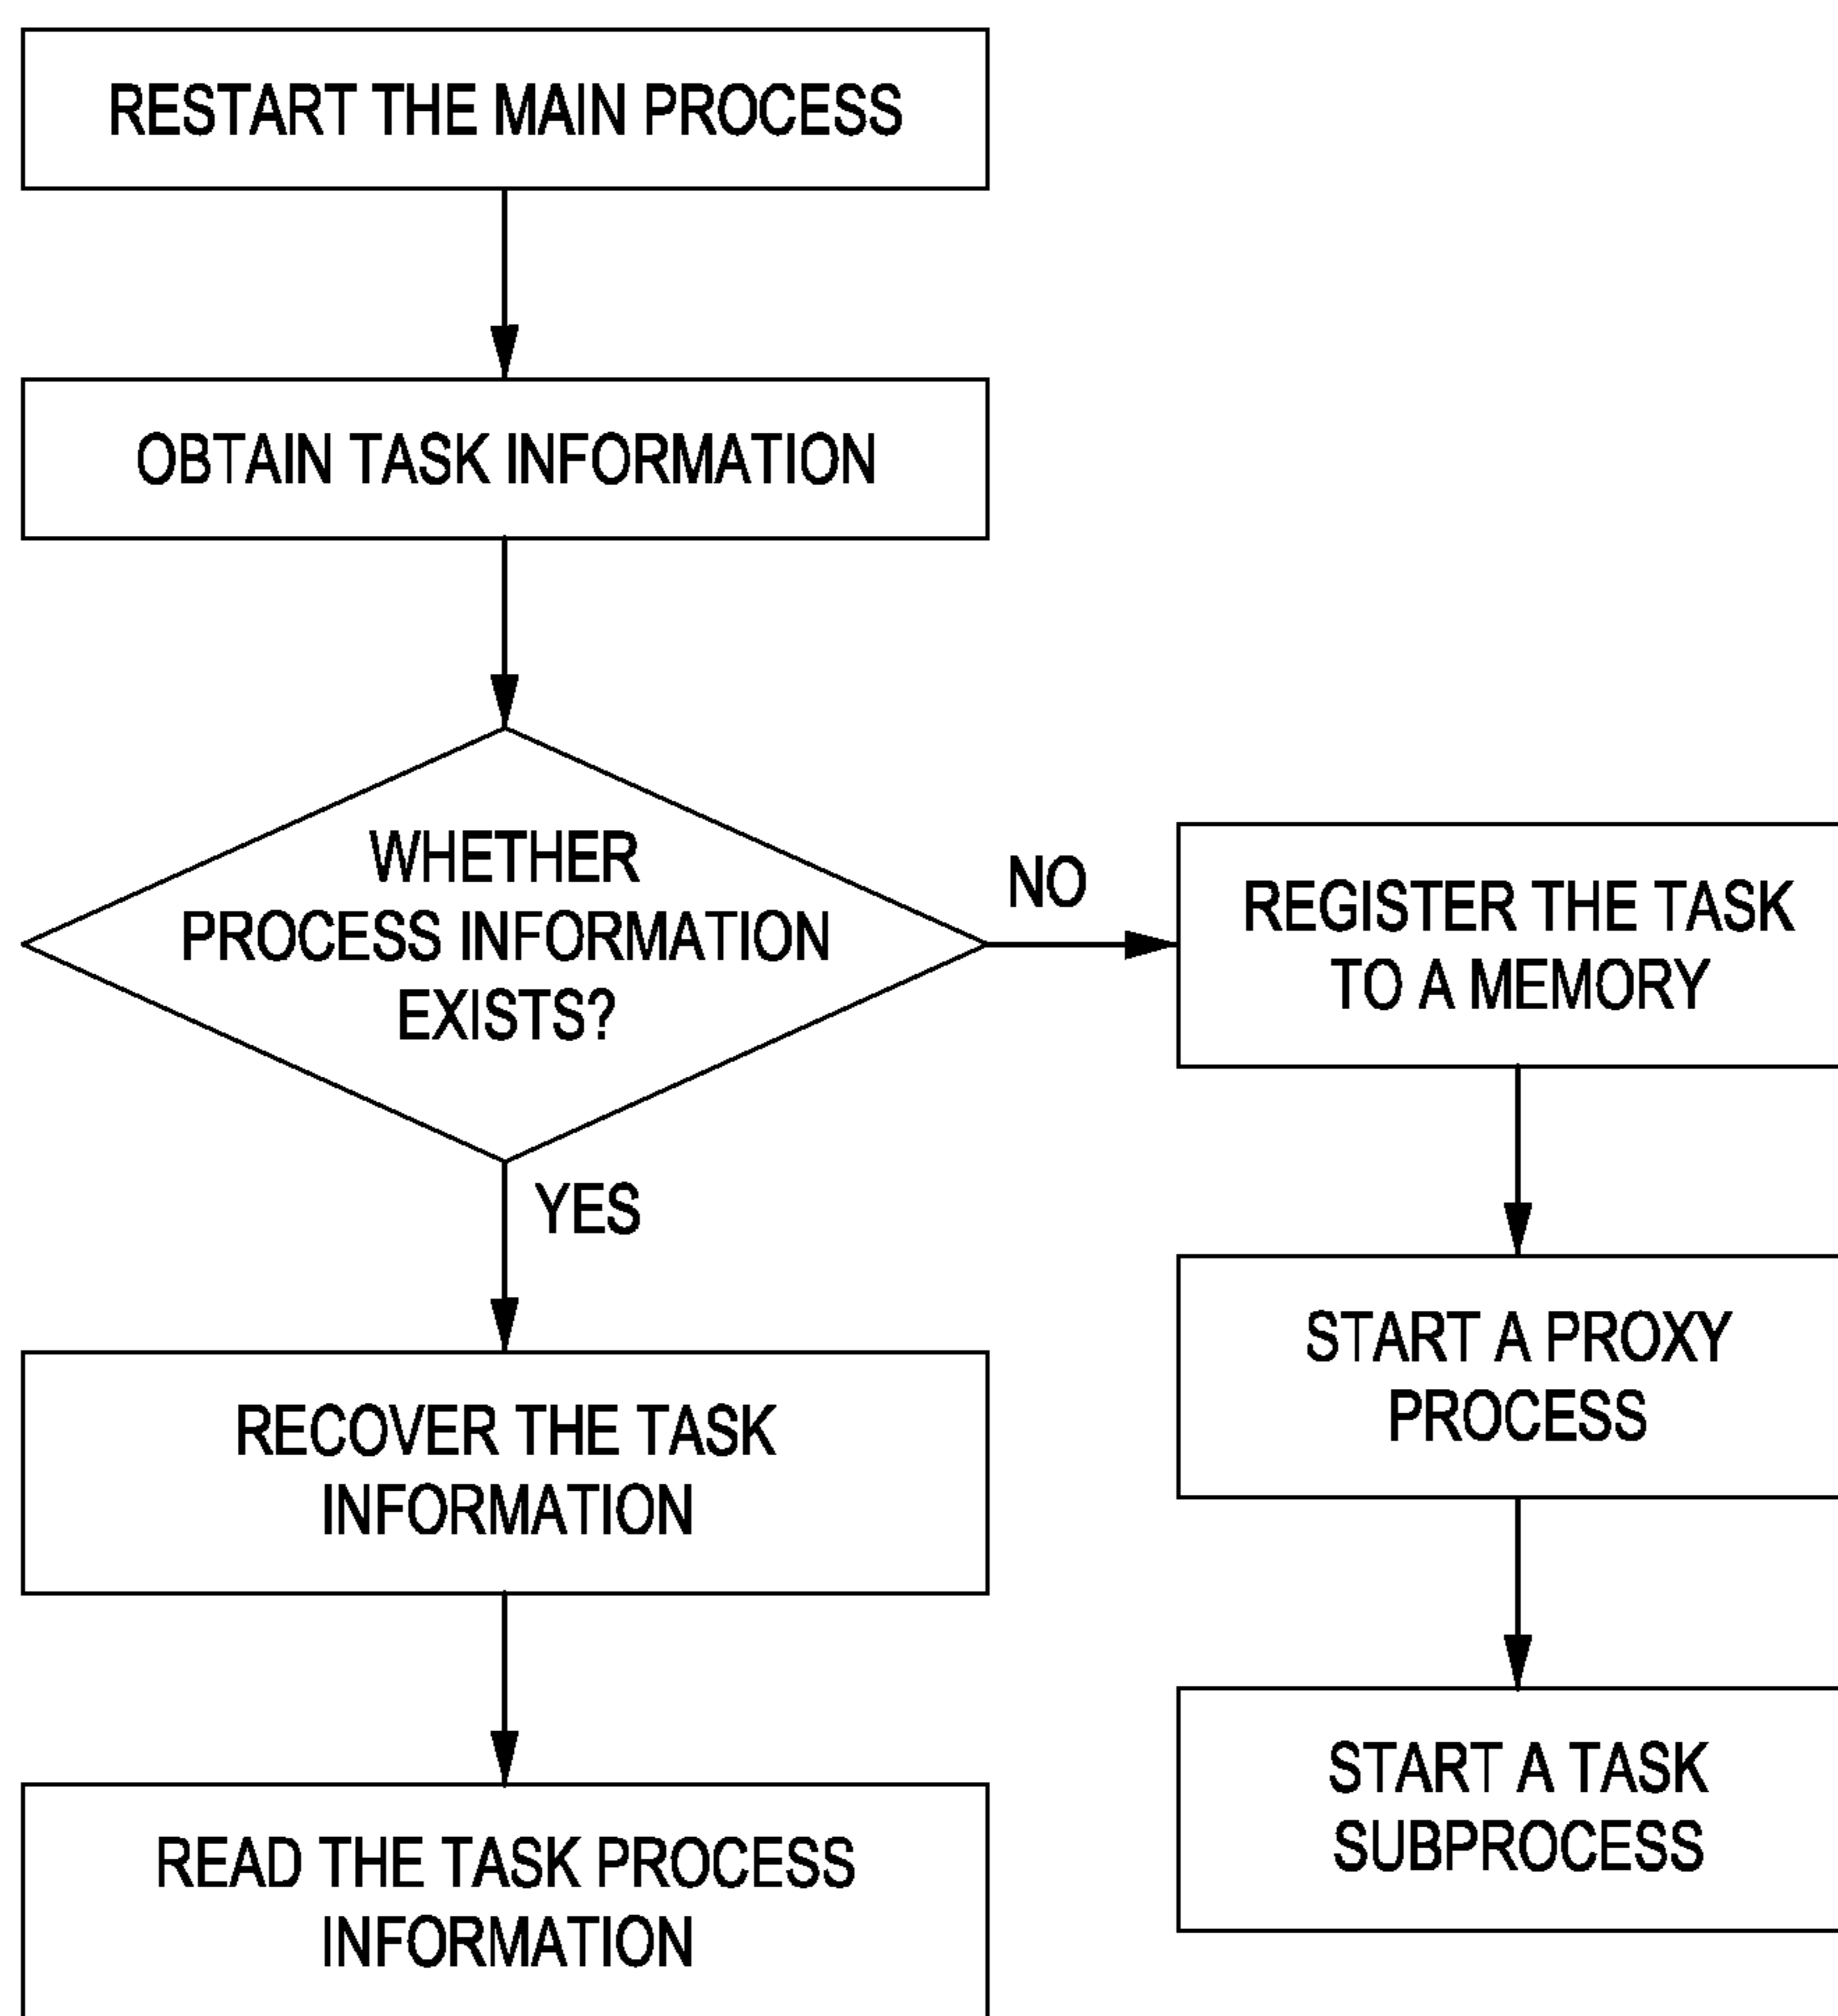 RESTART THE MAIN PROCESS
OBTAIN TASK INFORMATION
WHETHER
PROCESS INFORMATION
EXISTS?
NO
REGISTER THE TASK
TO A MEMORY
YES
START A PROXY
PROCESS
RECOVER THE TASK
INFORMATION
START A TASK
SUBPROCESS
READ THE TASK PROCESS
INFORMATION